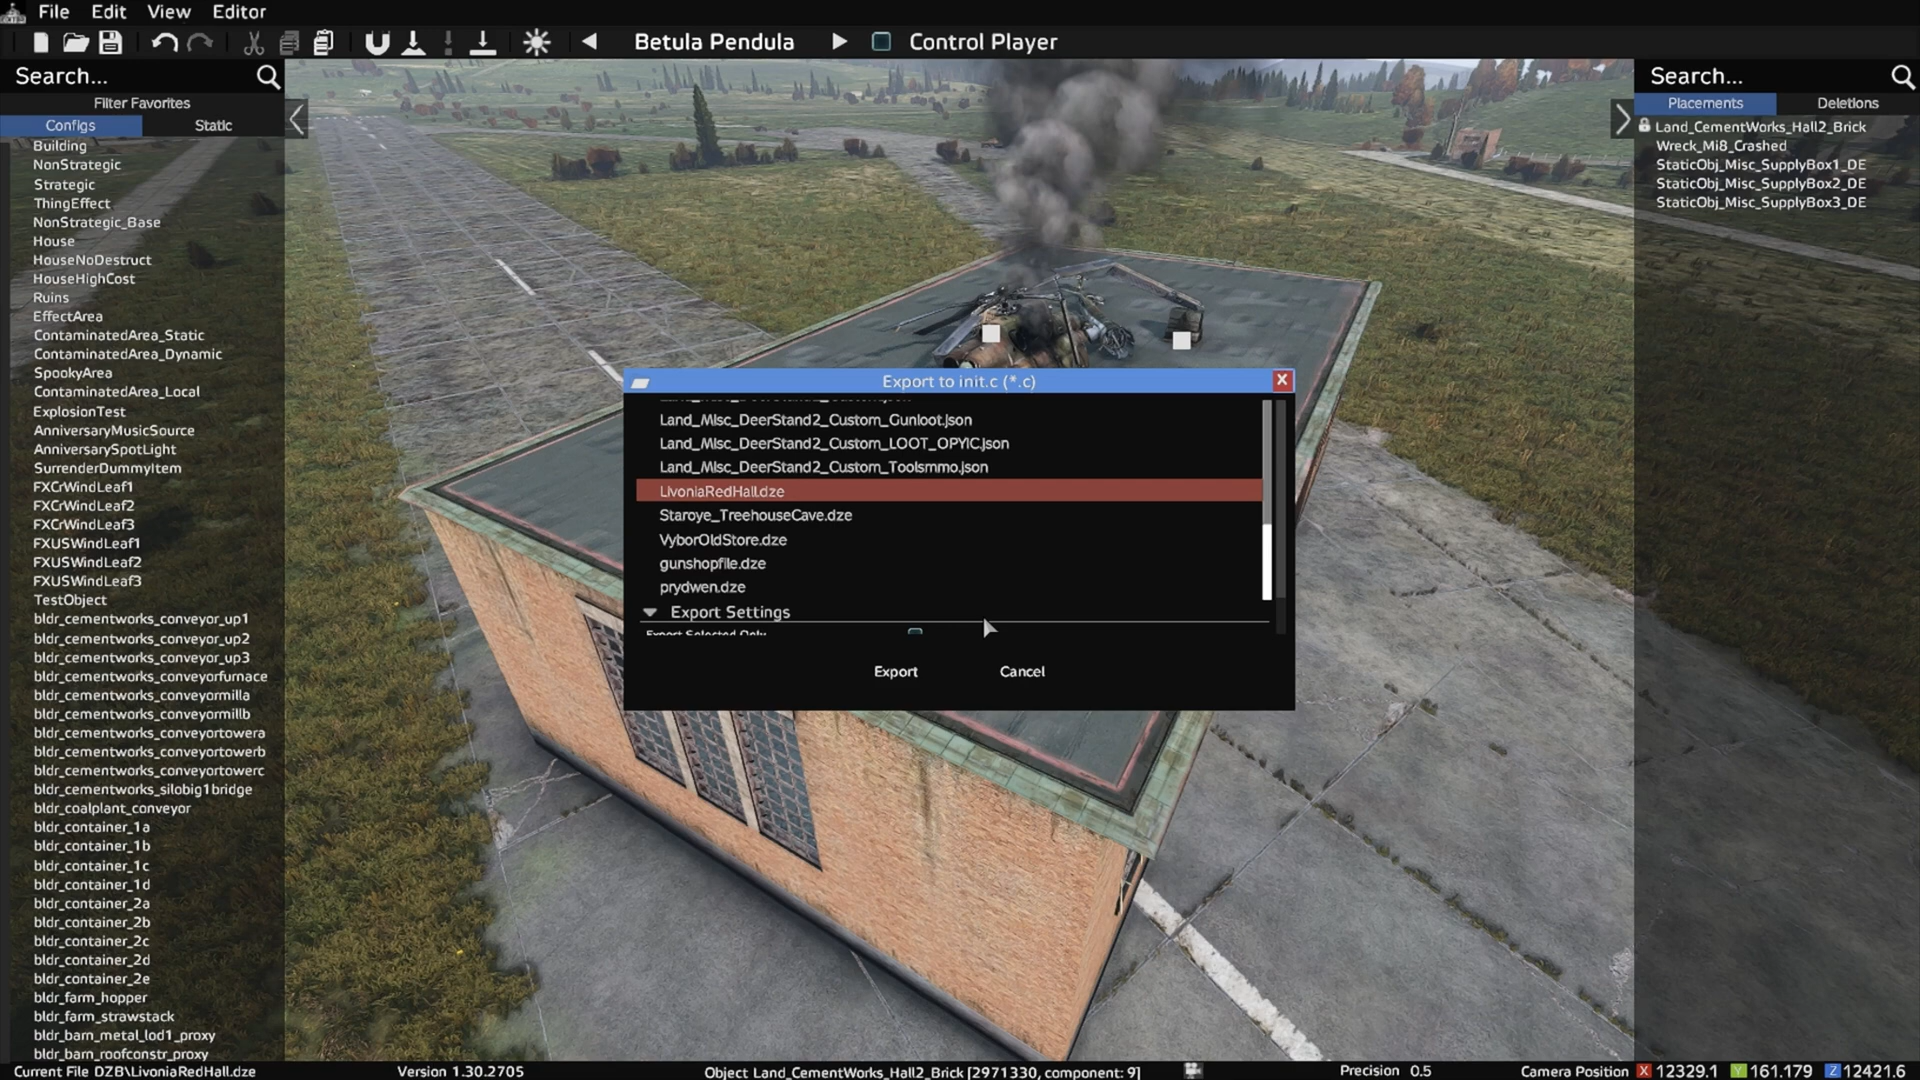 File Edit View Editor
Betula Pendula Control Player
Search...
Filter Favorites
Configs Static
Building
NonStrategic
Strategic
ThingEffect
NonStrategic_Base
House
HouseNoDestruct
HouseHighCost
Ruins
EffectArea
ContaminatedArea_Static
ContaminatedArea_Dynamic
SpookyArea
ContaminatedArea_Local
ExplosionTest
AnniversaryMusicSource
AnniversarySpotLight
SurrenderDummyItem
FXCrWindLeaf1
FXCrWindLeaf2
FXCrWindLeaf3
FXUSWindLeaf1
FXUSWindLeaf2
FXUSWindLeaf3
TestObject
bldr_cementworks_conveyor_up1
bldr_cementworks_conveyor_up2
bldr_cementworks_conveyor_up3
bldr_cementworks_conveyorfurnace
bldr_cementworks_conveyormilla
bldr_cementworks_conveyormillb
bldr_cementworks_conveyortowera
bldr_cementworks_conveyortowerb
bldr_cementworks_conveyortowerc
bldr_cementworks_silobig1bridge
bldr_coalplant_conveyor
bldr_container_1a
bldr_container_1b
bldr_container_1c
bldr_container_1d
bldr_container_2a
bldr_container_2b
bldr_container_2c
bldr_container_2d
bldr_container_2e
bldr_farm_hopper
bldr_farm_strawstack
bldr_barn_metal_lod1_proxy
bldr_barn_roofconstr_proxy
Export to init.c (*.c)
Land_Misc_DeerStand2_Custom_Gunloot.json
Land_Misc_DeerStand2_Custom_LOOT_OPYIC.json
Land_Misc_DeerStand2_Custom_Toolsmmo.json
LivoniaRedHall.dze
Staroye_TreehouseCave.dze
VyborOldStore.dze
gunshopfile.dze
prydwen.dze
Export Settings
Export Selected Only
Export Cancel
Search...
Placements Deletions
Land_CementWorks_Hall2_Brick
Wreck_Mi8_Crashed
StaticObj_Misc_SupplyBox1_DE
StaticObj_Misc_SupplyBox2_DE
StaticObj_Misc_SupplyBox3_DE
Current File DZB\LivoniaRedHall.dze Version 1.30.2705 Object Land_CementWorks_Hall2_Brick [2971330, component: 9] Precision 0.5 Camera Position X 12329.1 Y 161.179 Z 12421.6